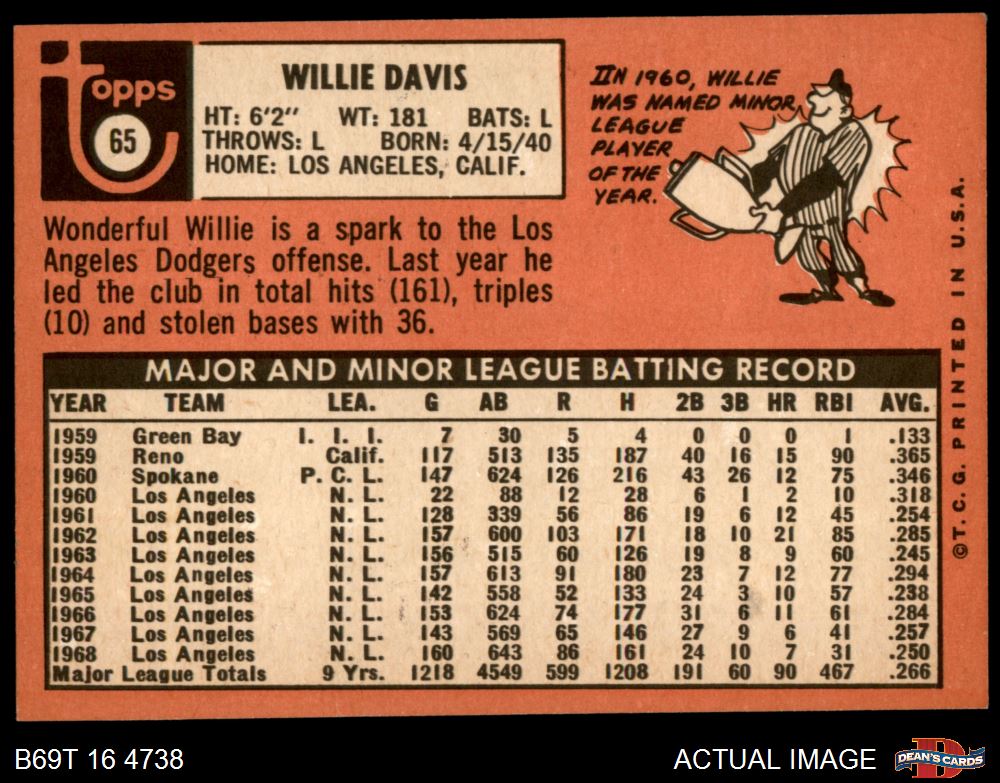 topps
65
WILLIE DAVIS
HT: 6'2" WT: 181 BATS: L
THROWS: L BORN: 4/15/40
HOME: LOS ANGELES, CALIF.
IN 1960, WILLIE
WAS NAMED MINOR
LEAGUE
PLAYER
OF THE
YEAR.
Wonderful Willie is a spark to the Los
Angeles Dodgers offense. Last year he
led the club in total hits (161), triples
(10) and stolen bases with 36.
MAJOR AND MINOR LEAGUE BATTING RECORD
YEAR TEAM LEA. G AB R H 2B 3B HR RBI AVG.
1959 Green Bay I. I. I. 7 30 5 4 0 0 0 1 .133
1959 Reno Calif. 117 513 135 187 40 16 15 90 .365
1960 Spokane P. C. L. 147 624 126 216 43 26 12 75 .346
1960 Los Angeles N. L. 22 88 12 28 6 1 2 10 .318
1961 Los Angeles N. L. 128 339 56 86 19 6 12 45 .254
1962 Los Angeles N. L. 157 600 103 171 18 10 21 85 .285
1963 Los Angeles N. L. 156 515 60 126 19 8 9 60 .245
1964 Los Angeles N. L. 157 613 91 180 23 7 12 77 .294
1965 Los Angeles N. L. 142 558 52 133 24 3 10 57 .238
1966 Los Angeles N. L. 153 624 74 177 31 6 11 61 .284
1967 Los Angeles N. L. 143 569 65 146 27 9 6 41 .257
1968 Los Angeles N. L. 160 643 86 161 24 10 7 31 .250
Major League Totals 9 Yrs. 1218 4549 599 1208 191 60 90 467 .266
©T. C. G. PRINTED IN U.S.A.
B69T 16 4738
ACTUAL IMAGE
D
DEAN'S CARDS